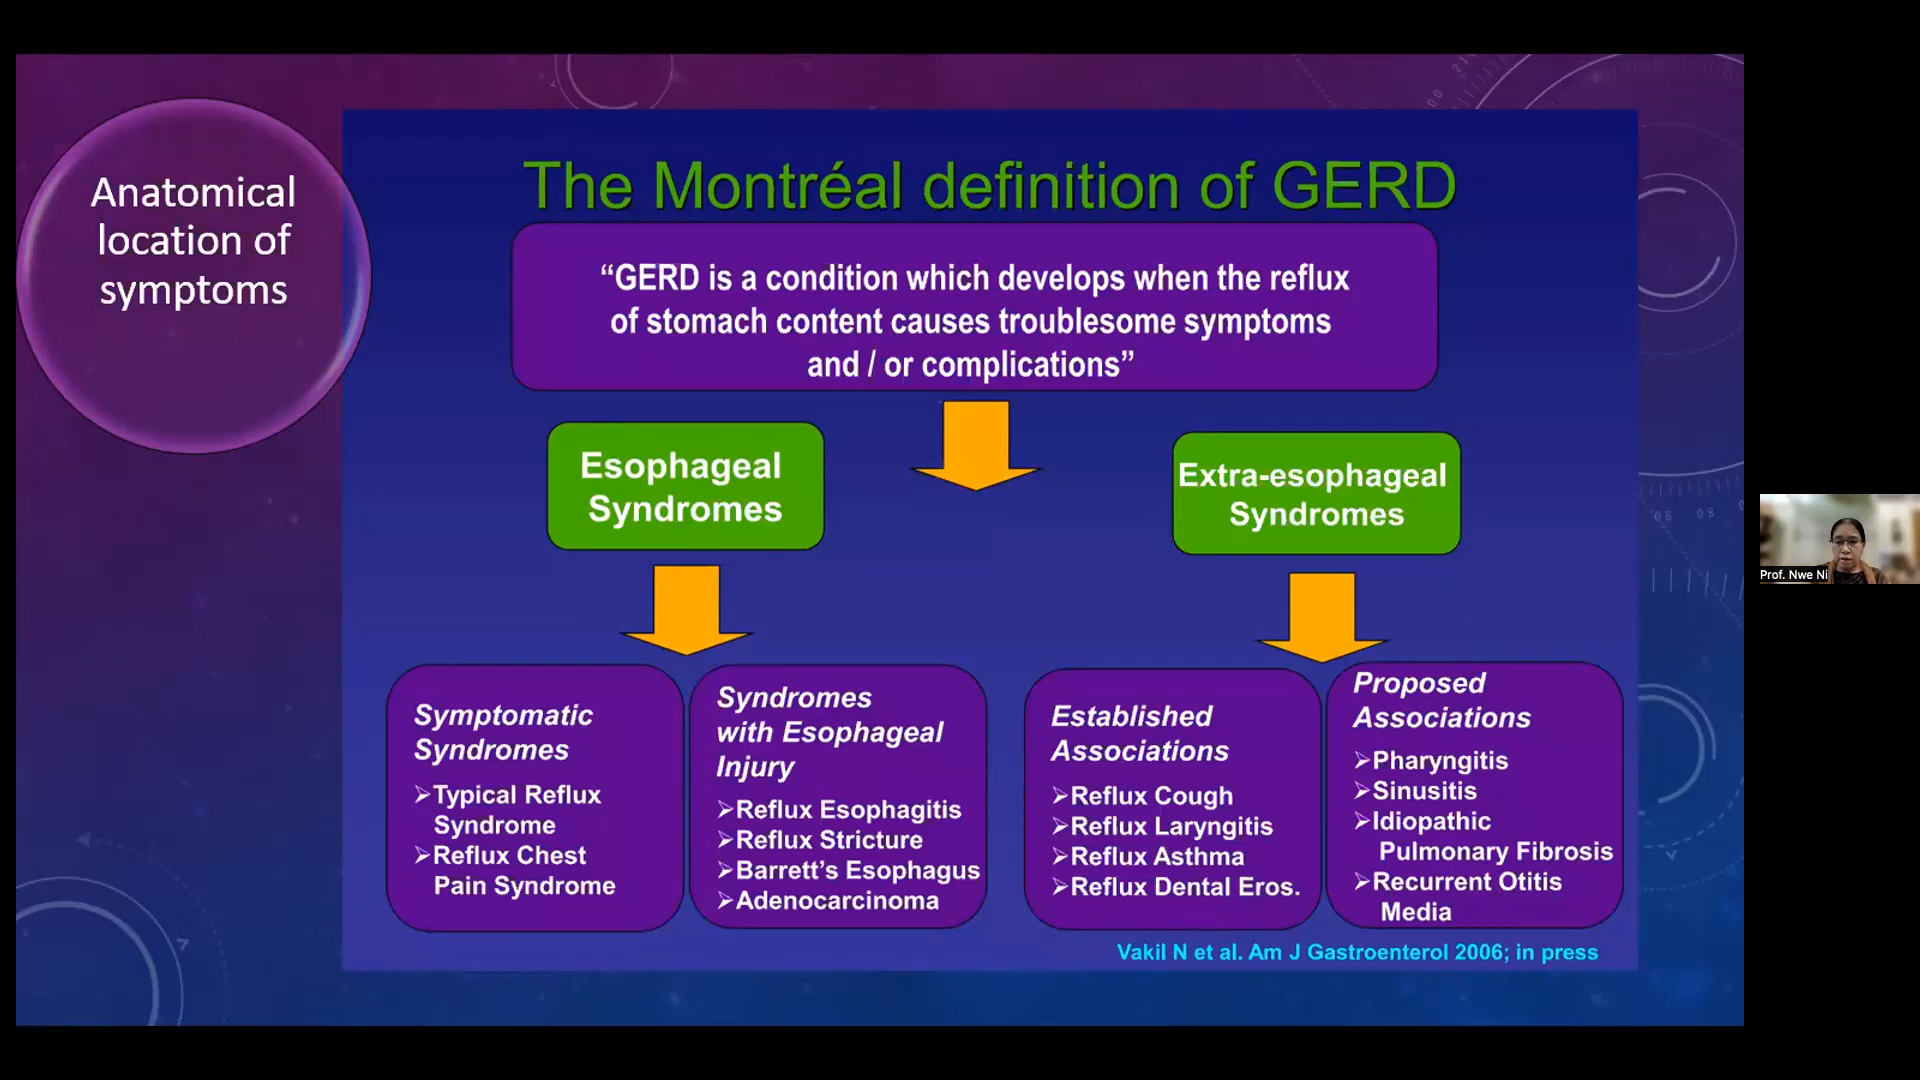 Anatomical
location of
symptoms
The Montréal definition of GERD
“GERD is a condition which develops when the reflux
of stomach content causes troublesome symptoms
and / or complications”
Esophageal
Syndromes
Extra-esophageal
Syndromes
Symptomatic
Syndromes
➢Typical Reflux
Syndrome
➢Reflux Chest
Pain Syndrome
Syndromes
with Esophageal
Injury
➢Reflux Esophagitis
➢Reflux Stricture
➢Barrett’s Esophagus
➢Adenocarcinoma
Established
Associations
➢Reflux Cough
➢Reflux Laryngitis
➢Reflux Asthma
➢Reflux Dental Eros.
Proposed
Associations
➢Pharyngitis
➢Sinusitis
➢Idiopathic
Pulmonary Fibrosis
➢Recurrent Otitis
Media
Vakil N et al. Am J Gastroenterol 2006; in press
Prof. Nwe Ni